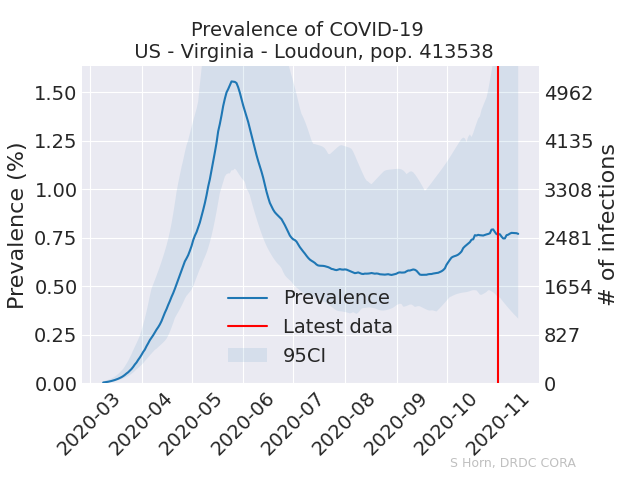 Prevalence of COVID-19
US - Virginia - Loudoun, pop. 413538
Prevalence (%)
1.50
1.25
1.00
0.75
0.50
0.25
0.00
4962
4135
3308
2481
1654
827
0
# of infections
Prevalence
Latest data
95CI
2020-03
2020-04
2020-05
2020-06
2020-07
2020-08
2020-09
2020-10
2020-11
S Horn, DRDC CORA